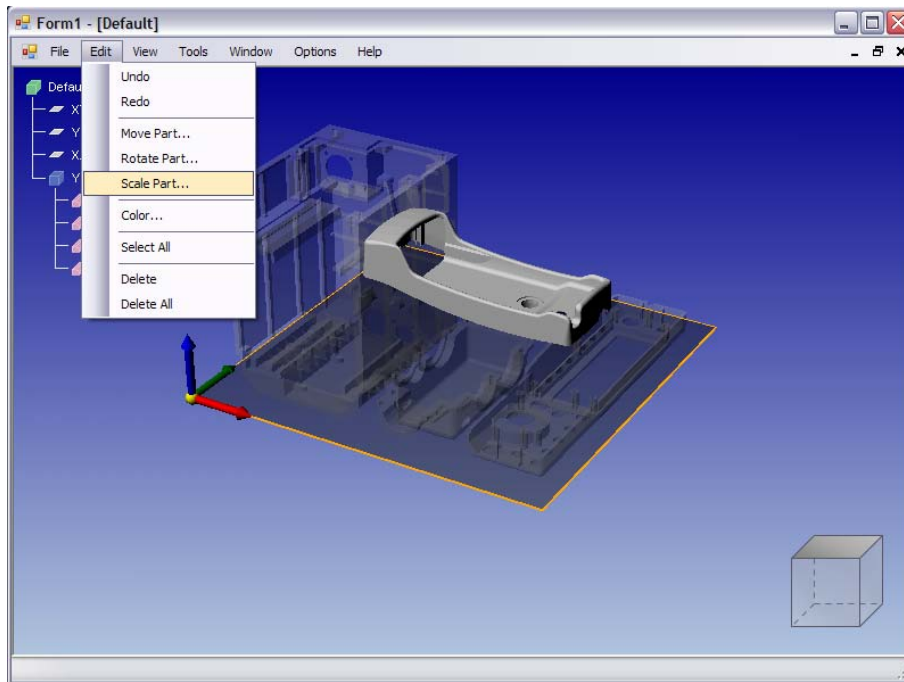 Form1 - [Default]
File Edit View Tools Window Options Help
Undo
Redo
Move Part...
Rotate Part...
Scale Part...
Color...
Select All
Delete
Delete All
Defau
X
Y
X
Y